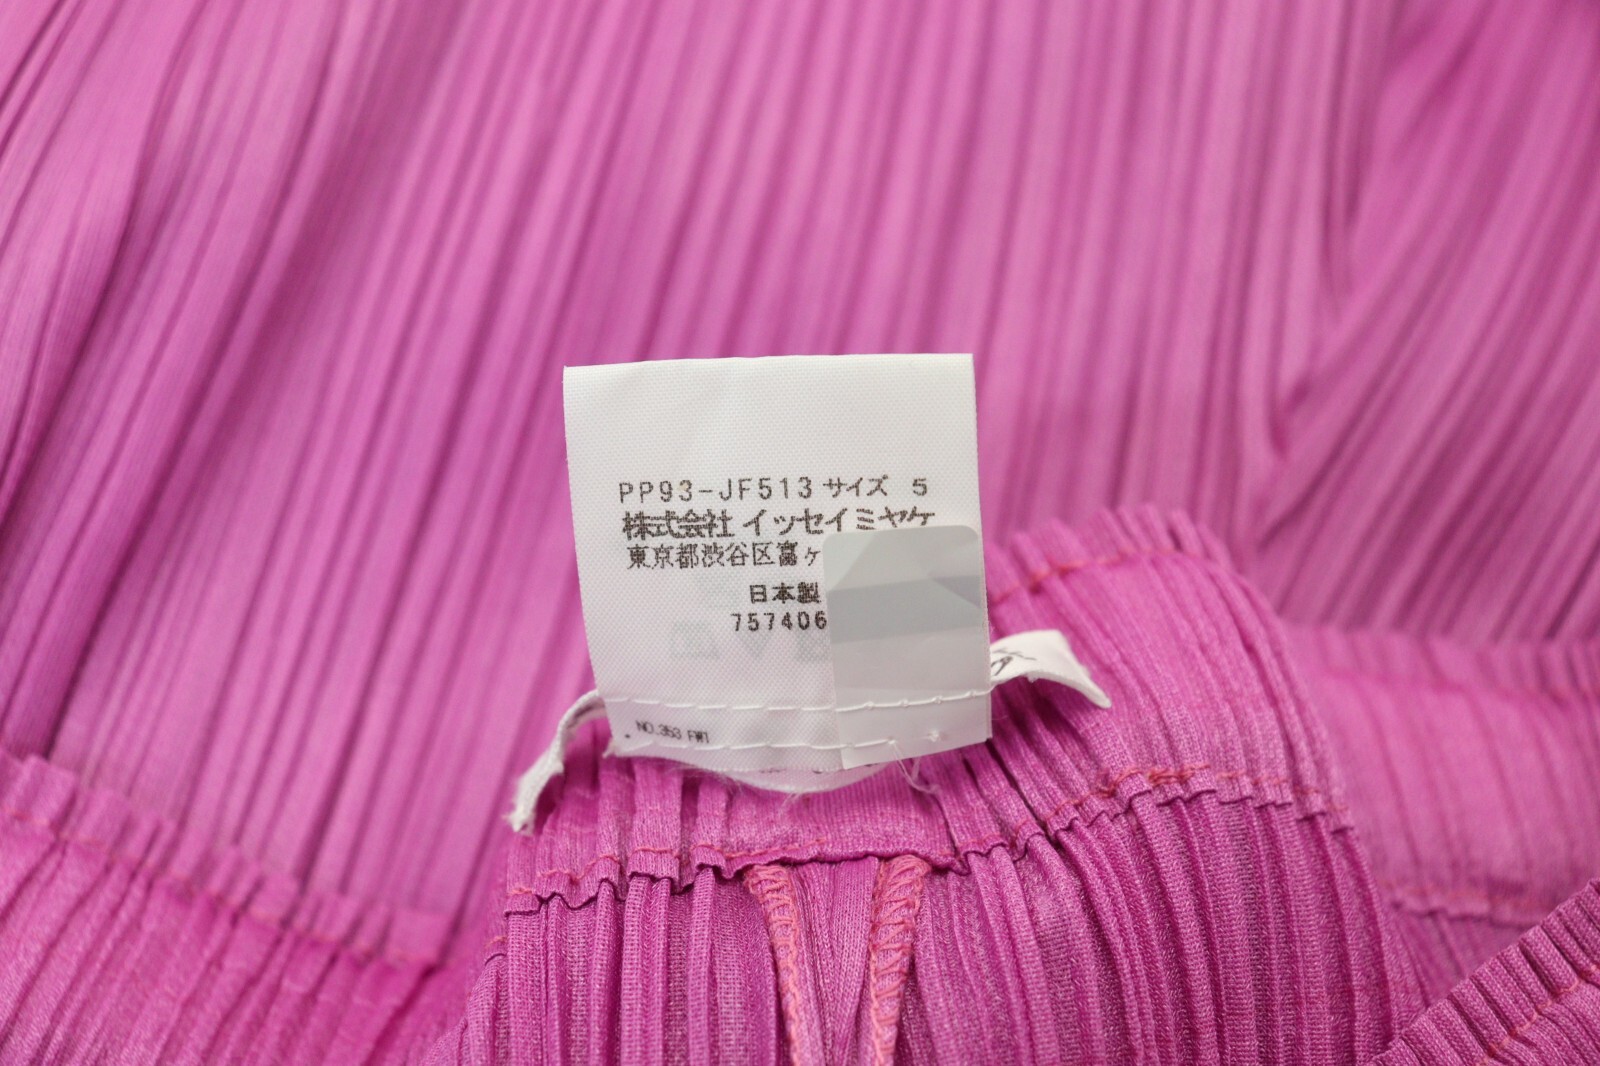 PP93-JF513 サイズ 5
株式会社 イッセイミヤケ
東京都渋谷区富ヶ
日本製
757406
NO.353 FW1